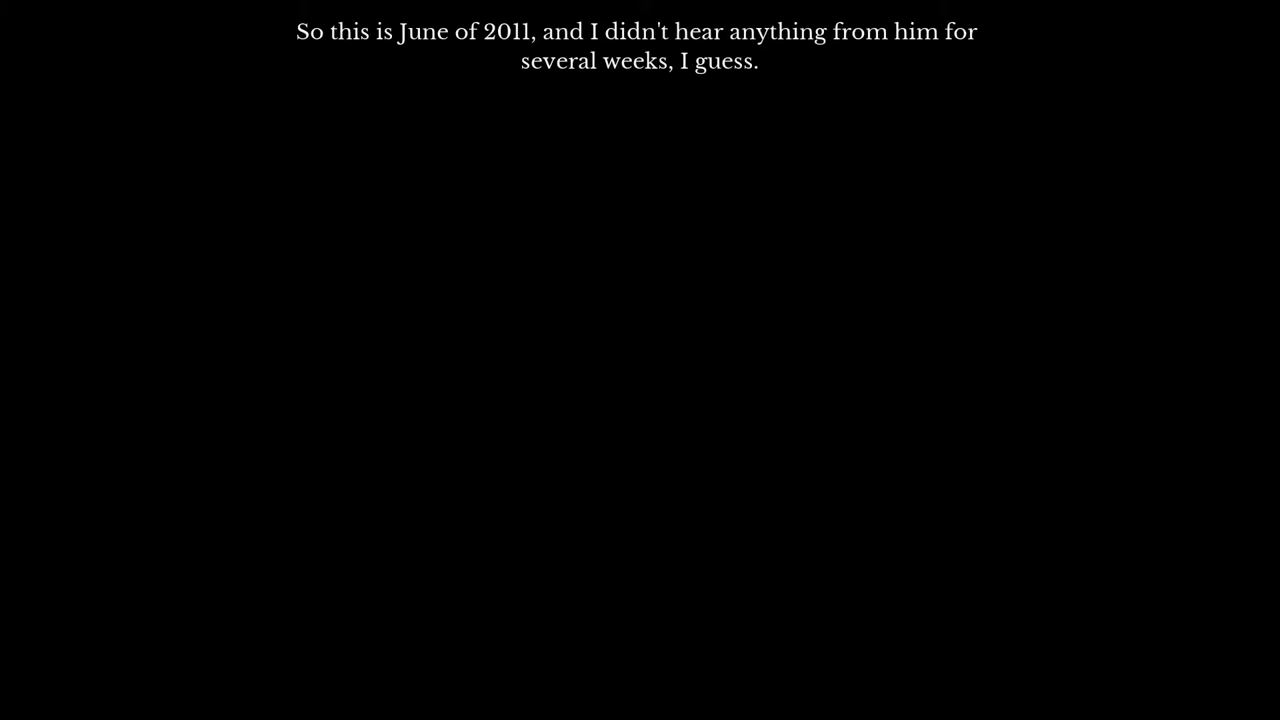 So this is June of 2011, and I didn't hear anything from him for
several weeks, I guess.